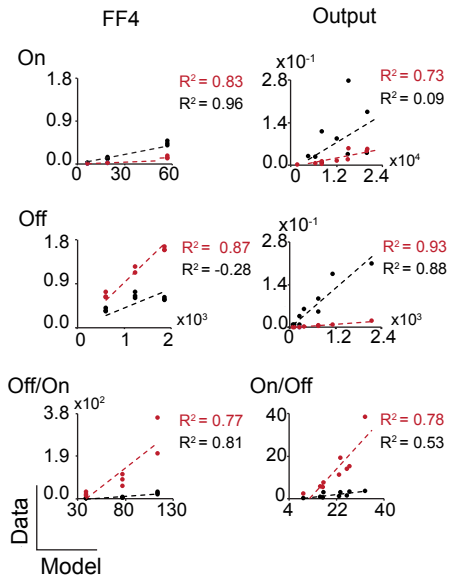 FF4 Output
On
x10⁻¹
1.8 R² = 0.83 2.8 R² = 0.73
R² = 0.96 R² = 0.09
0.9 1.4
0.0 0.0 x10⁴
0 30 60 0 1.2 2.4
Off x10⁻¹
1.8 R² = 0.87 2.8 R² = 0.93
R² = -0.28 R² = 0.88
0.9 1.4
0 0.0
0 1 2 x10³ 0 1.2 2.4 x10³
Off/On On/Off
x10²
3.8 R² = 0.77 40 R² = 0.78
R² = 0.81 R² = 0.53
1.9 20
0.0 0
30 80 130 4 22 40
Data
Model